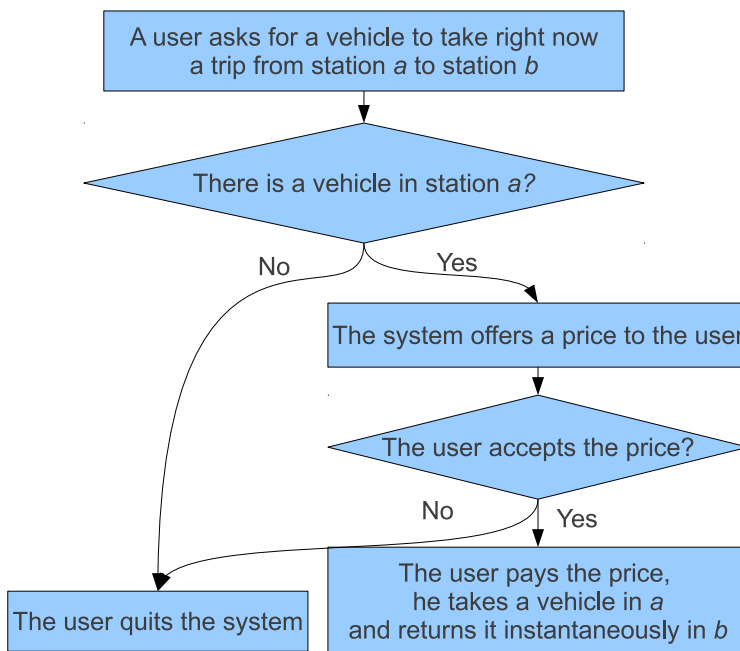 A user asks for a vehicle to take right now
a trip from station a to station b
There is a vehicle in station a?
No
Yes
The system offers a price to the user
The user accepts the price?
No
Yes
The user quits the system
The user pays the price,
he takes a vehicle in a
and returns it instantaneously in b